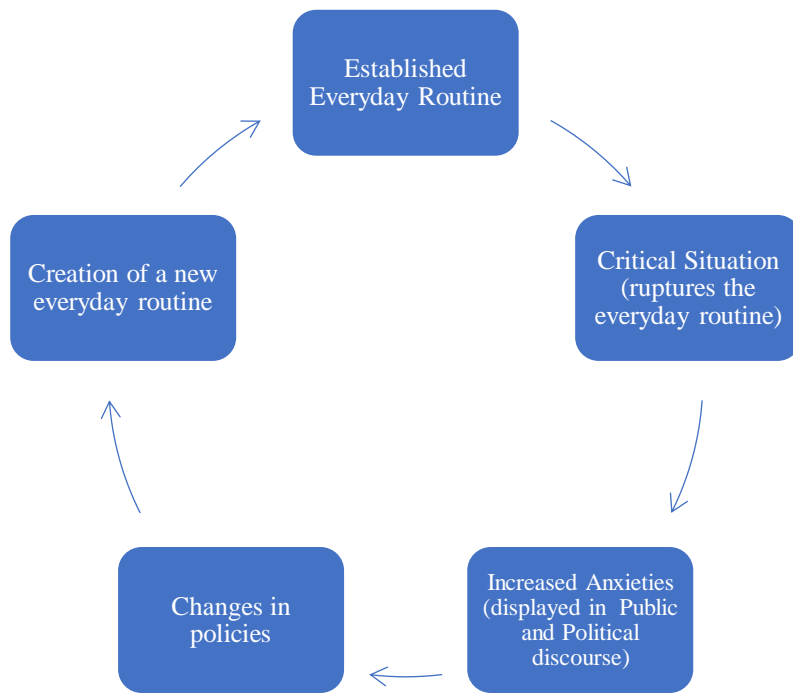 Established
Everyday Routine
Critical Situation
(ruptures the
everyday routine)
Increased Anxieties
(displayed in Public
and Political
discourse)
Changes in
policies
Creation of a new
everyday routine